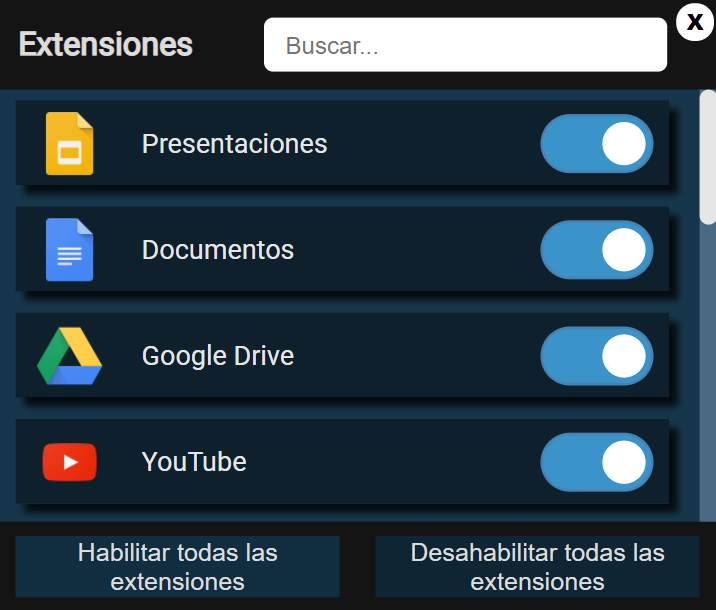 Extensiones
Buscar...
X
Presentaciones
Documentos
Google Drive
YouTube
Habilitar todas las
extensiones
Desahabilitar todas las
extensiones